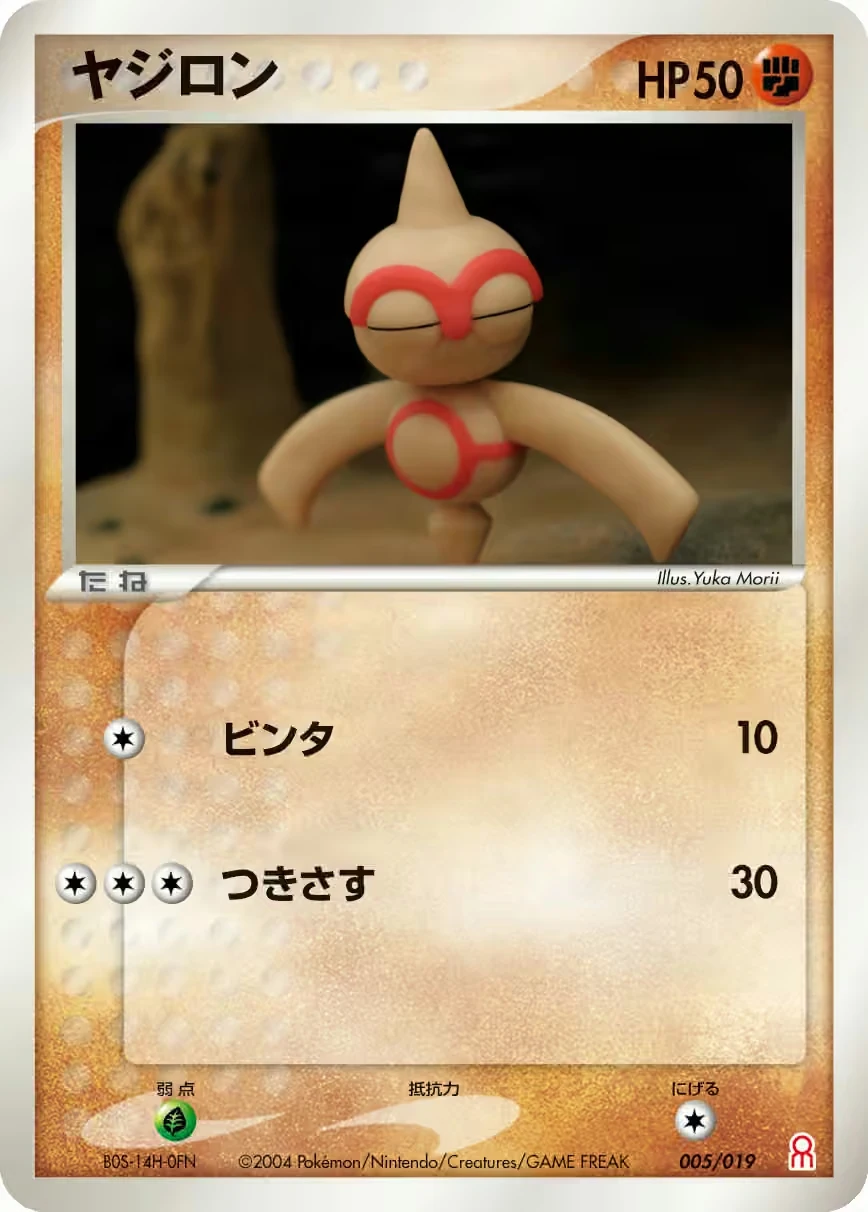 ヤジロン HP50
たね Illus.Yuka Morii
ビンタ 10
つきさす 30
弱点 抵抗力 にげる
B0S-14H-0FN ©2004 Pokémon/Nintendo/Creatures/GAME FREAK 005/019